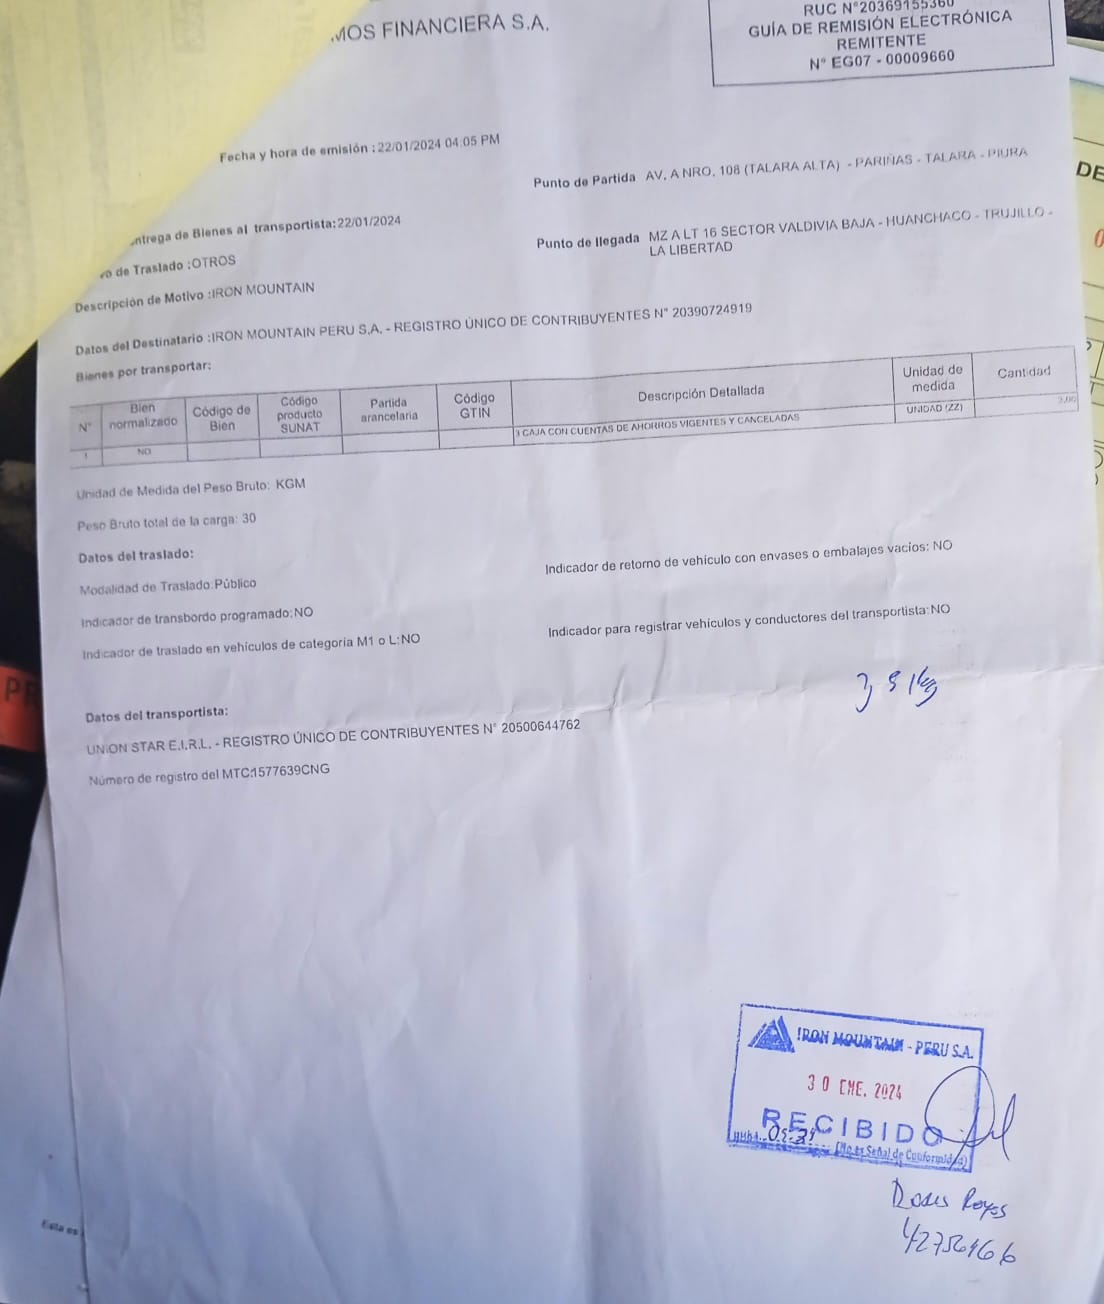 MOS FINANCIERA S.A.
RUC N°20369155360
GUÍA DE REMISIÓN ELECTRÓNICA
REMITENTE
N° EG07 - 00009660
Fecha y hora de emisión : 22/01/2024 04:05 PM
Punto de Partida AV, A NRO, 108 (TALARA ALTA) - PARIÑAS - TALARA - PIURA
ntrega de Bienes al transportista: 22/01/2024
Punto de llegada MZ A LT 16 SECTOR VALDIVIA BAJA - HUANCHACO - TRUJILLO -
LA LIBERTAD
vo de Traslado :OTROS
Descripción de Motivo :IRON MOUNTAIN
Datos del Destinatario :IRON MOUNTAIN PERU S.A. - REGISTRO ÚNICO DE CONTRIBUYENTES N° 20390724919
Bienes por transportar:
N° Bien normalizado Código de Bien Código producto SUNAT Partida arancelaria Código GTIN Descripción Detallada Unidad de medida Cantidad
1 NO 3 CAJA CON CUENTAS DE AHORROS VIGENTES Y CANCELADAS UNIDAD (ZZ)
Unidad de Medida del Peso Bruto: KGM
Peso Bruto total de la carga: 30
Datos del traslado:
Modalidad de Traslado:Público
Indicador de retorno de vehículo con envases o embalajes vacíos: NO
Indicador de transbordo programado:NO
Indicador para registrar vehículos y conductores del transportista:NO
Indicador de traslado en vehículos de categoría M1 o L:NO
Datos del transportista:
UNION STAR E.I.R.L. - REGISTRO ÚNICO DE CONTRIBUYENTES N° 20500644762
Número de registro del MTC:1577639CNG
IRON MOUNTAIN - PERU S.A.
30 ENE. 2024
RECIBIDO
(No es Señal de Conformidad)
Reyes
Esta es
DE
PR